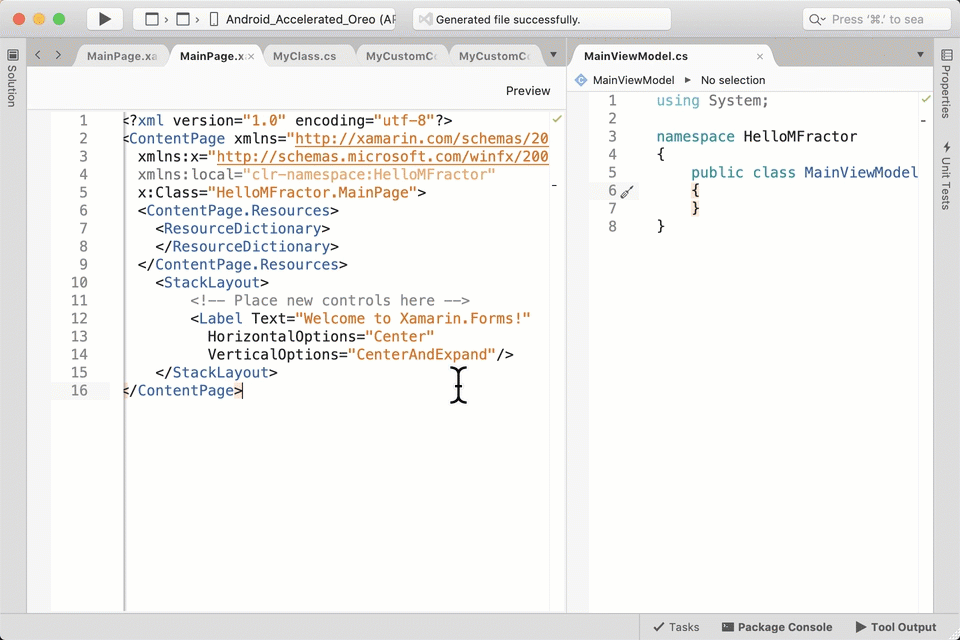 Android_Accelerated_Oreo (AF
Generated file successfully.
Press ‘⌘.’ to sea
Solution
MainPage.xa
MainPage.x
MyClass.cs
MyCustomCo
MyCustomCo
Preview
1 <?xml version="1.0" encoding="utf-8"?>
2 <ContentPage xmlns="http://xamarin.com/schemas/20
3 xmlns:x="http://schemas.microsoft.com/winfx/200
4 xmlns:local="clr-namespace:HelloMFractor"
5 x:Class="HelloMFractor.MainPage">
6 <ContentPage.Resources>
7 <ResourceDictionary>
8 </ResourceDictionary>
9 </ContentPage.Resources>
10 <StackLayout>
11 <!-- Place new controls here -->
12 <Label Text="Welcome to Xamarin.Forms!"
13 HorizontalOptions="Center"
14 VerticalOptions="CenterAndExpand"/>
15 </StackLayout>
16 </ContentPage>
MainViewModel.cs
MainViewModel ▸ No selection
1 using System;
2
3 namespace HelloMFractor
4 {
5 public class MainViewModel
6 {
7 }
8 }
Properties
Unit Tests
Tasks
Package Console
Tool Output